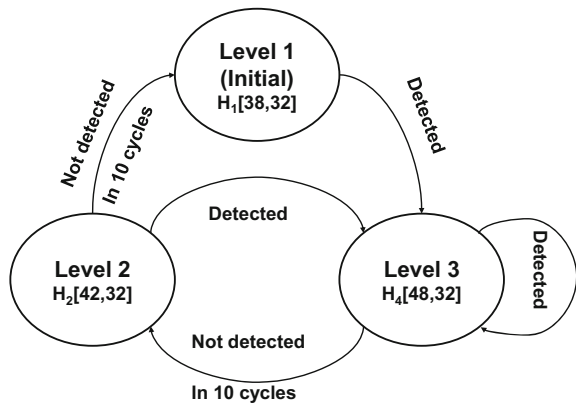 Level 1
(Initial)
H₁[38,32]
Not detected
In 10 cycles
Detected
Detected
Level 2
H₂[42,32]
Level 3
H₄[48,32]
Detected
Not detected
In 10 cycles